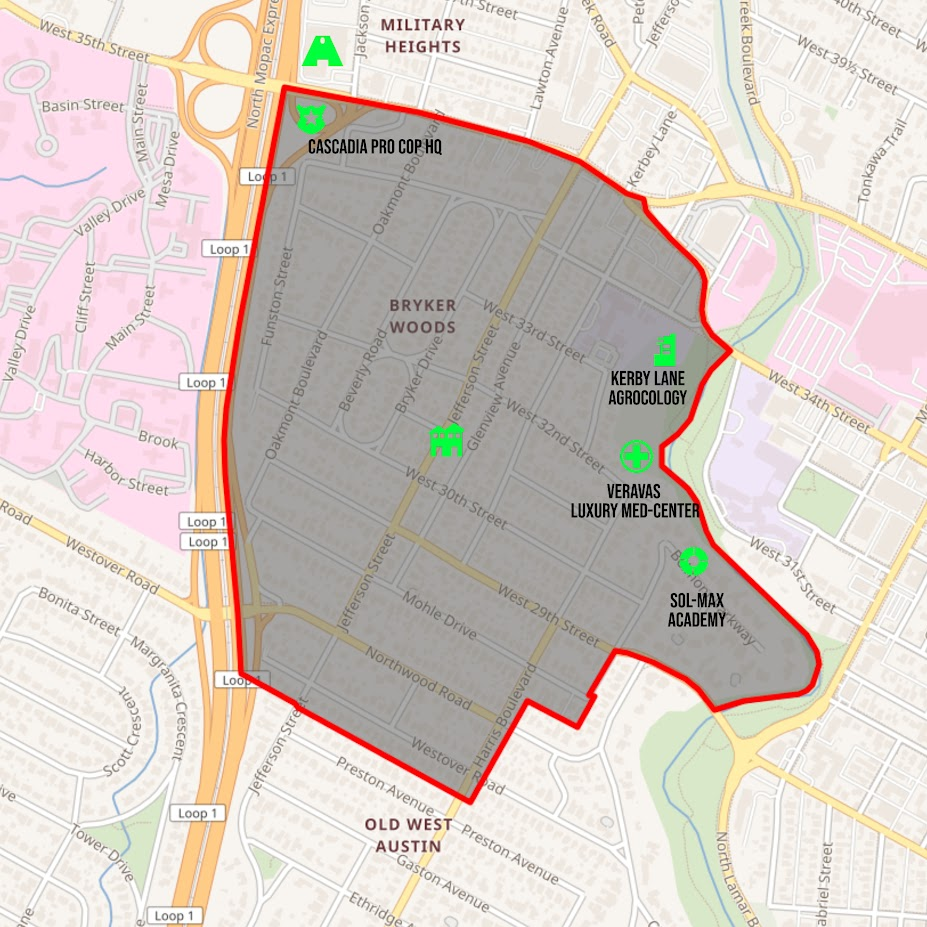 MILITARY
HEIGHTS
West 35th Street
North Mopac Expre
Jackson
Lawton Avenue
ek Road
Jefferso
reek Boulevard
West 39½ Street
40th Street
Basin Street
Main Street
Mesa Drive
CASCADIA PRO COP HQ
Oakmont Boulevard
Kerbey Lane
Tonkawa Trail
Loop 1
Valley Drive
Loop 1
Funston Street
Cliff Street
Main Street
Valley Drive
BRYKER
WOODS
West 33rd Street
Jefferson Street
Glenview Avenue
Oakmont Boulevard
Beverly Road
Bryker Drive
Loop 1
KERBY LANE
AGROCOLOGY
West 34th Street
West 32nd Street
Brook
Harbor Street
West 30th Street
VERAVAS
LUXURY MED-CENTER
Loop 1
Loop 1
Road
Westover Road
West 31st Street
Jefferson Street
SOL-MAX
ACADEMY
Parkway
Bonita Street
Mohle Drive
West 29th Street
Margranita Crescent
Northwood Road
Loop 1
Scott Crescent
Harris Boulevard
Jefferson Street
Westover Road
Preston Avenue
Loop 1
OLD WEST
AUSTIN
Preston Avenue
Tower Drive
Gaston Avenue
Ethridge A
North Lamar B
abriel Street
Loop 1